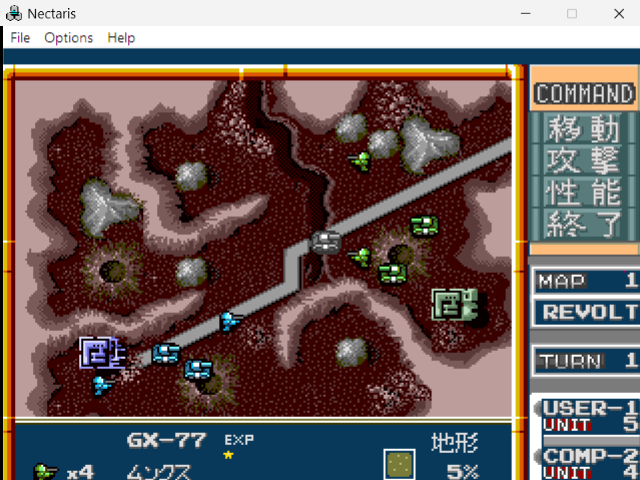 Nectaris
File Options Help
COMMAND
移動
攻撃
性能
終了
MAP 1
REVOLT
TURN 1
USER-1
UNIT 5
COMP-2
UNIT 4
GX-77 EXP
地形
x4 ムンクス
5%